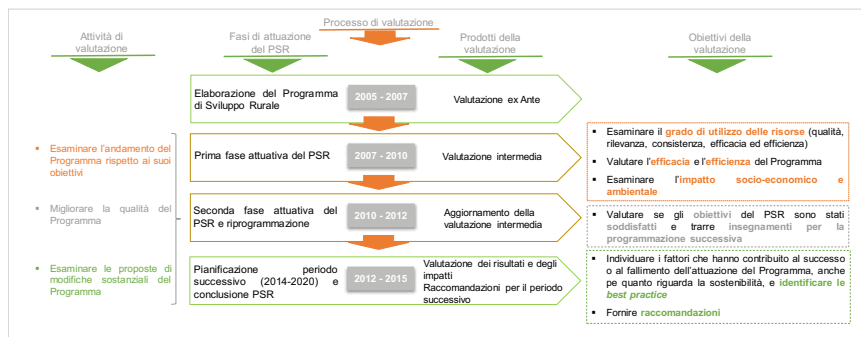 Processo di valutazione
Attività di
valutazione
Fasi di attuazione
del PSR
Prodotti della
valutazione
Obiettivi della
valutazione
Elaborazione del Programma
di Sviluppo Rurale
2005 - 2007
Valutazione ex Ante
▪ Esaminare l'andamento del
Programma rispetto ai suoi
obiettivi
▪ Migliorare la qualità del
Programma
▪ Esaminare le proposte di
modifiche sostanziali del
Programma
Prima fase attuativa del PSR
2007 - 2010
Valutazione intermedia
Seconda fase attuativa del
PSR e riprogrammazione
2010 - 2012
Aggiornamento della
valutazione intermedia
Pianificazione periodo
successivo (2014-2020) e
conclusione PSR
2012 - 2015
Valutazione dei risultati e degli
impatti
Raccomandazioni per il periodo
successivo
▪ Esaminare il grado di utilizzo delle risorse (qualità,
rilevanza, consistenza, efficacia ed efficienza)
▪ Valutare l'efficacia e l'efficienza del Programma
▪ Esaminare l'impatto socio-economico e
ambientale
▪ Valutare se gli obiettivi del PSR sono stati
soddisfatti e trarre insegnamenti per la
programmazione successiva
▪ Individuare i fattori che hanno contribuito al successo
o al fallimento dell'attuazione del Programma, anche
pe quanto riguarda la sostenibilità, e identificare le
best practice
▪ Fornire raccomandazioni